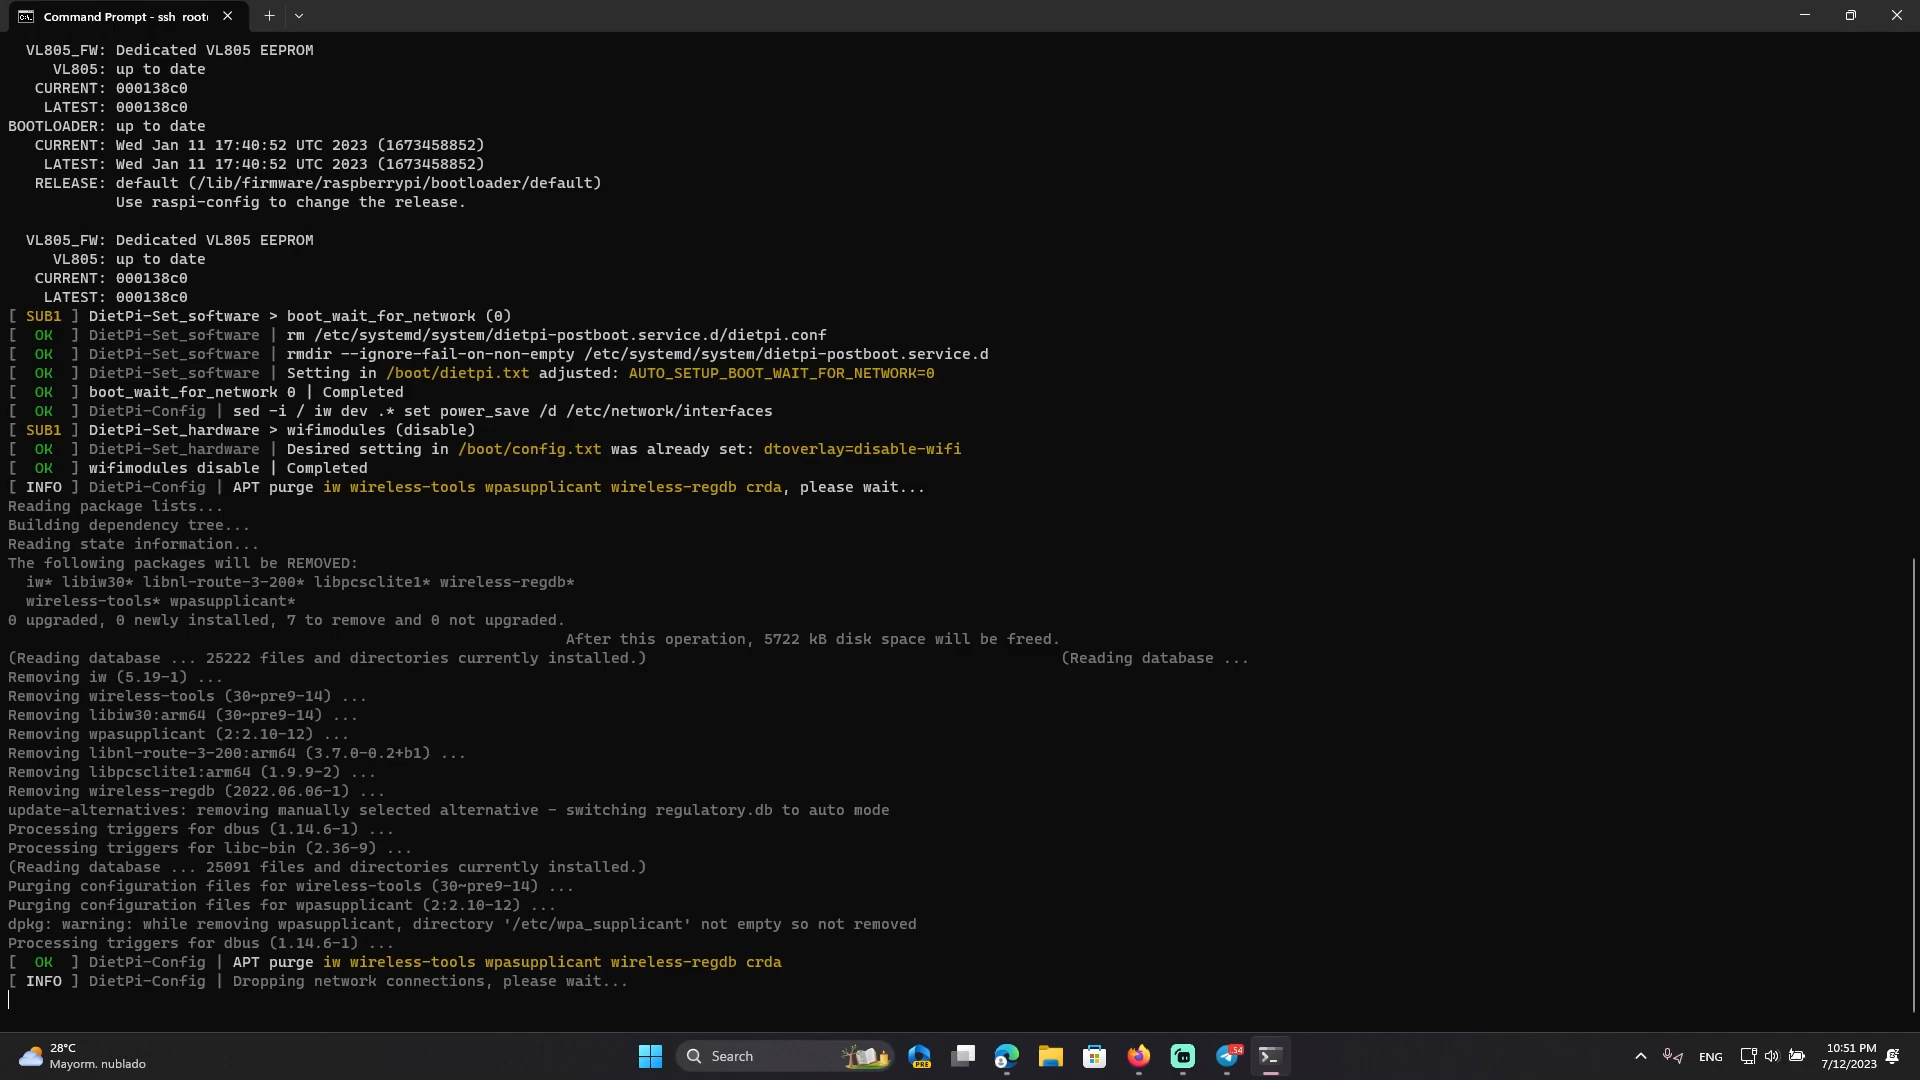 Command Prompt - ssh root
VL805_FW: Dedicated VL805 EEPROM
VL805: up to date
CURRENT: 000138c0
LATEST: 000138c0
BOOTLOADER: up to date
CURRENT: Wed Jan 11 17:40:52 UTC 2023 (1673458852)
LATEST: Wed Jan 11 17:40:52 UTC 2023 (1673458852)
RELEASE: default (/lib/firmware/raspberrypi/bootloader/default)
Use raspi-config to change the release.
VL805_FW: Dedicated VL805 EEPROM
VL805: up to date
CURRENT: 000138c0
LATEST: 000138c0
[ SUB1 ] DietPi-Set_software > boot_wait_for_network (0)
[ OK ] DietPi-Set_software | rm /etc/systemd/system/dietpi-postboot.service.d/dietpi.conf
[ OK ] DietPi-Set_software | rmdir --ignore-fail-on-non-empty /etc/systemd/system/dietpi-postboot.service.d
[ OK ] DietPi-Set_software | Setting in /boot/dietpi.txt adjusted: AUTO_SETUP_BOOT_WAIT_FOR_NETWORK=0
[ OK ] boot_wait_for_network 0 | Completed
[ OK ] DietPi-Config | sed -i / iw dev .* set power_save /d /etc/network/interfaces
[ SUB1 ] DietPi-Set_hardware > wifimodules (disable)
[ OK ] DietPi-Set_hardware | Desired setting in /boot/config.txt was already set: dtoverlay=disable-wifi
[ OK ] wifimodules disable | Completed
[ INFO ] DietPi-Config | APT purge iw wireless-tools wpasupplicant wireless-regdb crda, please wait...
Reading package lists...
Building dependency tree...
Reading state information...
The following packages will be REMOVED:
iw* libiw30* libnl-route-3-200* libpcsclite1* wireless-regdb*
wireless-tools* wpasupplicant*
0 upgraded, 0 newly installed, 7 to remove and 0 not upgraded.
After this operation, 5722 kB disk space will be freed.
(Reading database ... 25222 files and directories currently installed.) (Reading database ...
Removing iw (5.19-1) ...
Removing wireless-tools (30~pre9-14) ...
Removing libiw30:arm64 (30~pre9-14) ...
Removing wpasupplicant (2:2.10-12) ...
Removing libnl-route-3-200:arm64 (3.7.0-0.2+b1) ...
Removing libpcsclite1:arm64 (1.9.9-2) ...
Removing wireless-regdb (2022.06.06-1) ...
update-alternatives: removing manually selected alternative - switching regulatory.db to auto mode
Processing triggers for dbus (1.14.6-1) ...
Processing triggers for libc-bin (2.36-9) ...
(Reading database ... 25091 files and directories currently installed.)
Purging configuration files for wireless-tools (30~pre9-14) ...
Purging configuration files for wpasupplicant (2:2.10-12) ...
dpkg: warning: while removing wpasupplicant, directory '/etc/wpa_supplicant' not empty so not removed
Processing triggers for dbus (1.14.6-1) ...
[ OK ] DietPi-Config | APT purge iw wireless-tools wpasupplicant wireless-regdb crda
[ INFO ] DietPi-Config | Dropping network connections, please wait...
28°C
Mayorm. nublado
Search
PRE
54
ENG
10:51 PM
7/12/2023